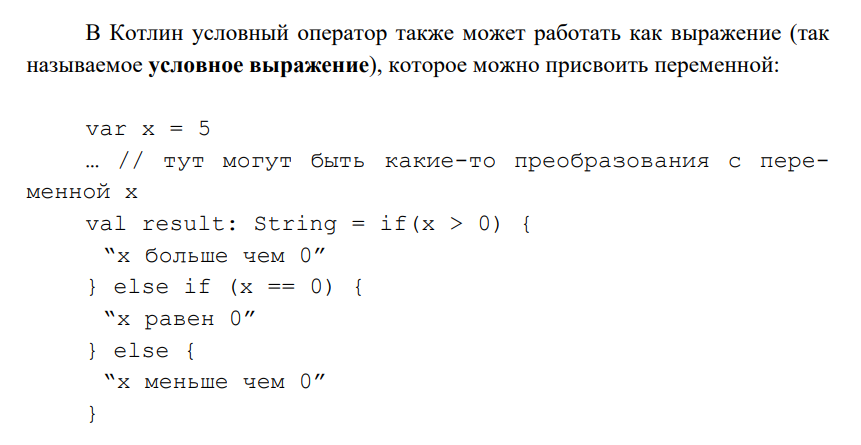 В Котлин условный оператор также может работать как выражение (так
называемое условное выражение), которое можно присвоить переменной:
var x = 5
… // тут могут быть какие-то преобразования с пере-
менной x
val result: String = if(x > 0) {
“x больше чем 0”
} else if (x == 0) {
“x равен 0”
} else {
“x меньше чем 0”
}